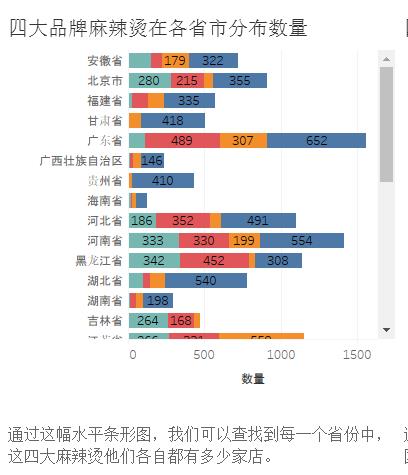 四大品牌麻辣烫在各省市分布数量
安徽省 179 322
北京市 280 215 355
福建省 335
甘肃省 418
广东省 489 307 652
广西壮族自治区 146
贵州省 410
海南省
河北省 186 352 491
河南省 333 330 199 554
黑龙江省 342 452 308
湖北省 540
湖南省 198
吉林省 264 168
0 500 1000 1500
数量
通过这幅水平条形图，我们可以查找到每一个省份中，
这四大麻辣烫他们各自都有多少家店。